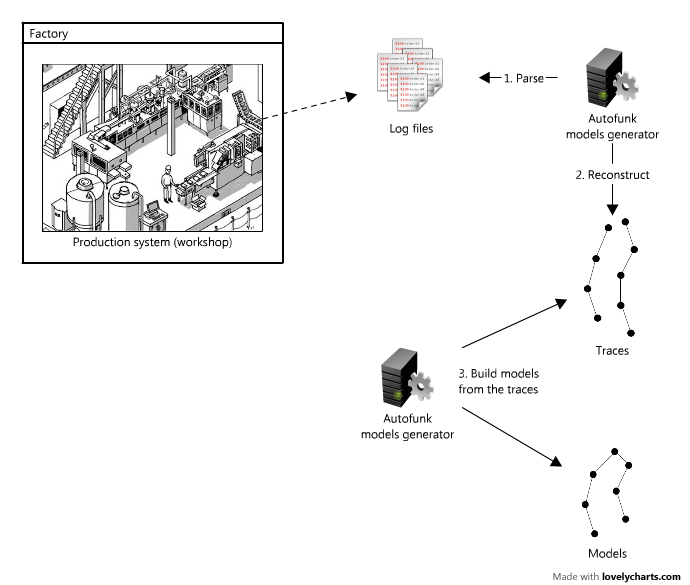 Factory
Production system (workshop)
Log files
1. Parse
Autofunk
models generator
2. Reconstruct
Traces
3. Build models
from the traces
Autofunk
models generator
Models
Made with lovelycharts.com